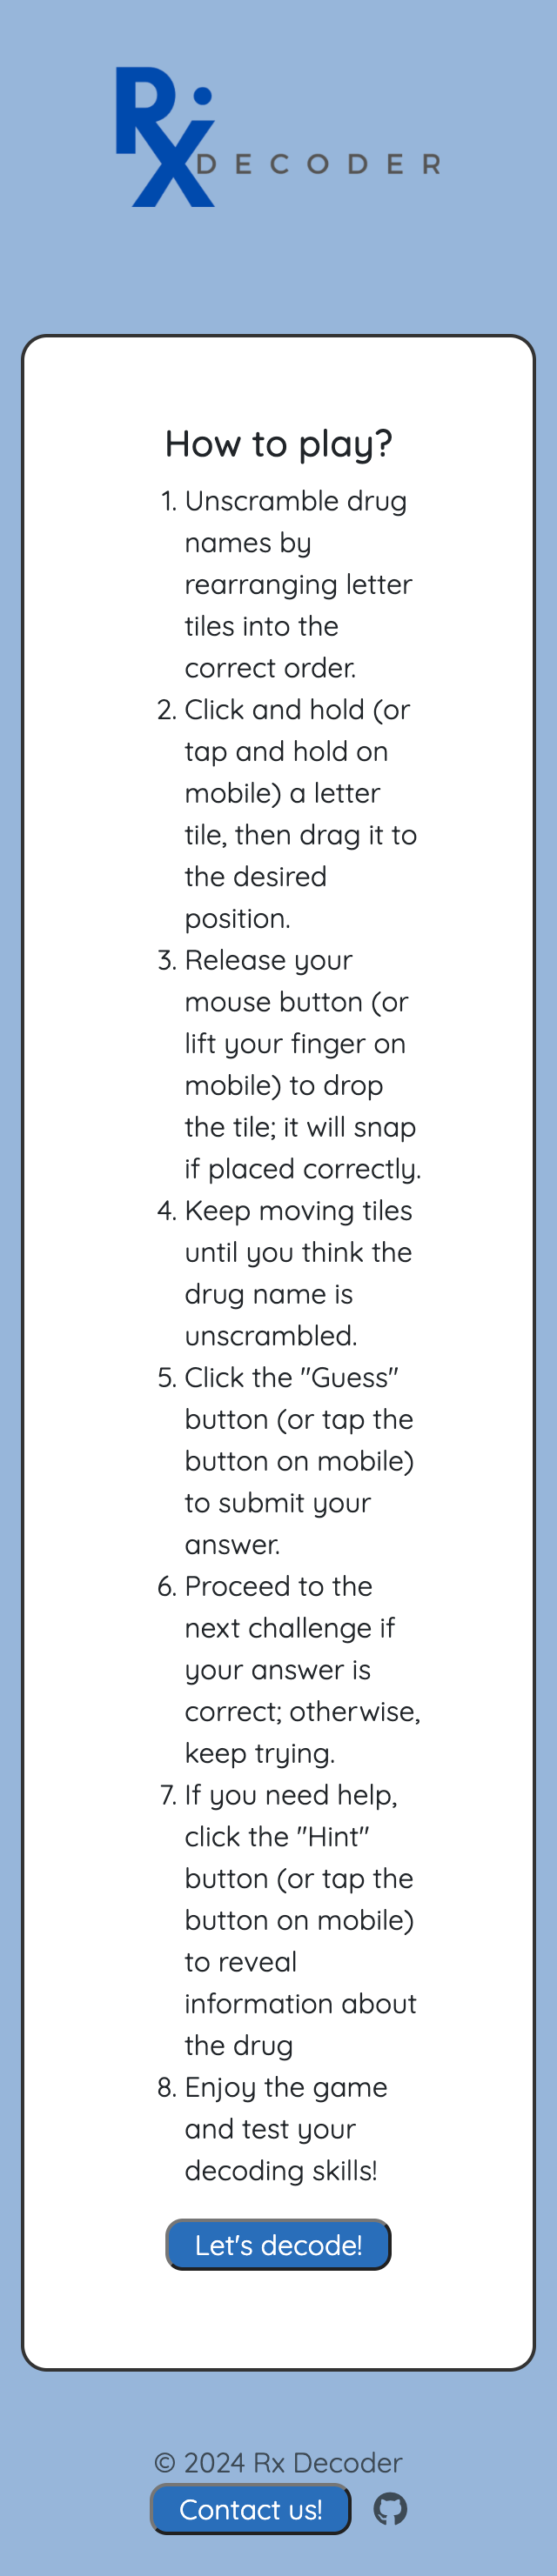 Rx DECODER
How to play?
1. Unscramble drug
names by
rearranging letter
tiles into the
correct order.
2. Click and hold (or
tap and hold on
mobile) a letter
tile, then drag it to
the desired
position.
3. Release your
mouse button (or
lift your finger on
mobile) to drop
the tile; it will snap
if placed correctly.
4. Keep moving tiles
until you think the
drug name is
unscrambled.
5. Click the "Guess"
button (or tap the
button on mobile)
to submit your
answer.
6. Proceed to the
next challenge if
your answer is
correct; otherwise,
keep trying.
7. If you need help,
click the "Hint"
button (or tap the
button on mobile)
to reveal
information about
the drug
8. Enjoy the game
and test your
decoding skills!
Let's decode!
© 2024 Rx Decoder
Contact us!